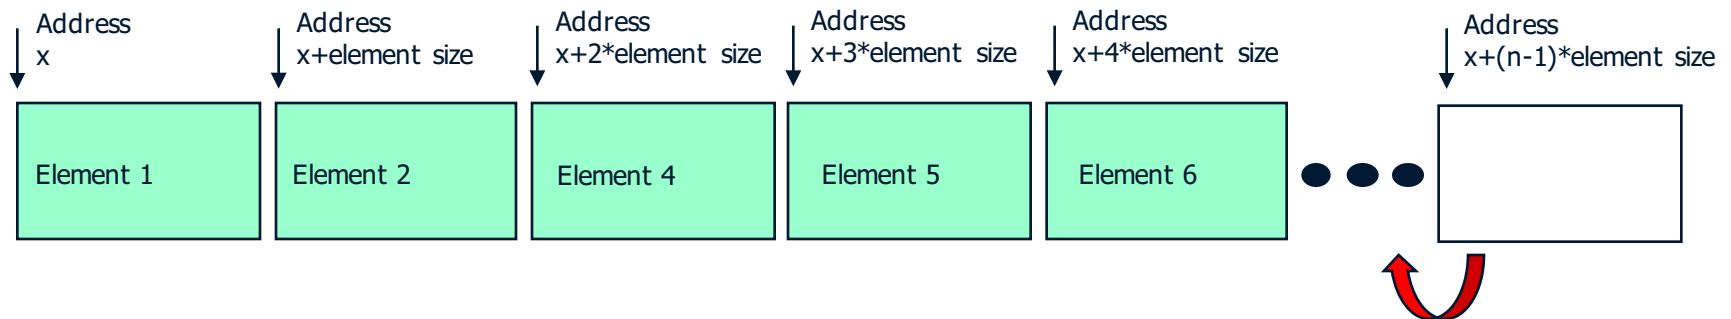 Address
x
Address
x+element size
Address
x+2*element size
Address
x+3*element size
Address
x+4*element size
Address
x+(n-1)*element size
Element 1
Element 2
Element 4
Element 5
Element 6